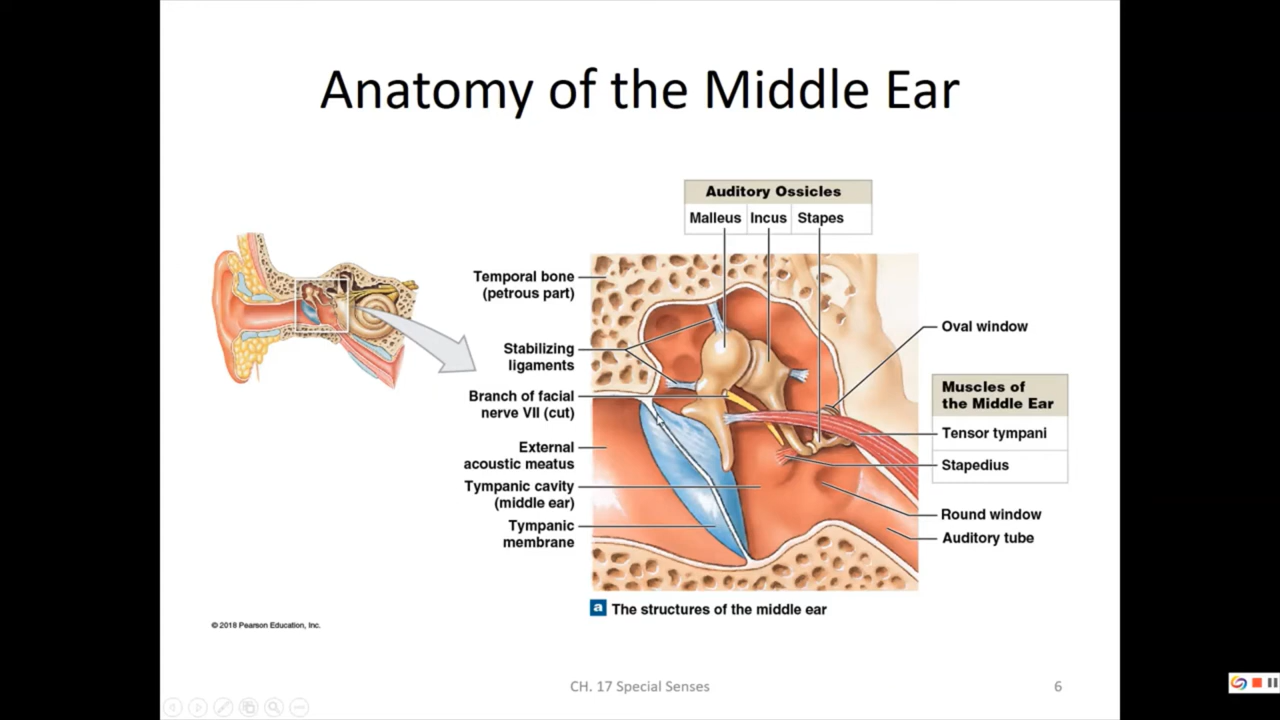 Anatomy of the Middle Ear
Auditory Ossicles
Malleus Incus Stapes
Temporal bone
(petrous part)
Stabilizing
ligaments
Branch of facial
nerve VII (cut)
External
acoustic meatus
Tympanic cavity
(middle ear)
Tympanic
membrane
Oval window
Muscles of
the Middle Ear
Tensor tympani
Stapedius
Round window
Auditory tube
a The structures of the middle ear
© 2018 Pearson Education, Inc.
CH. 17 Special Senses
6